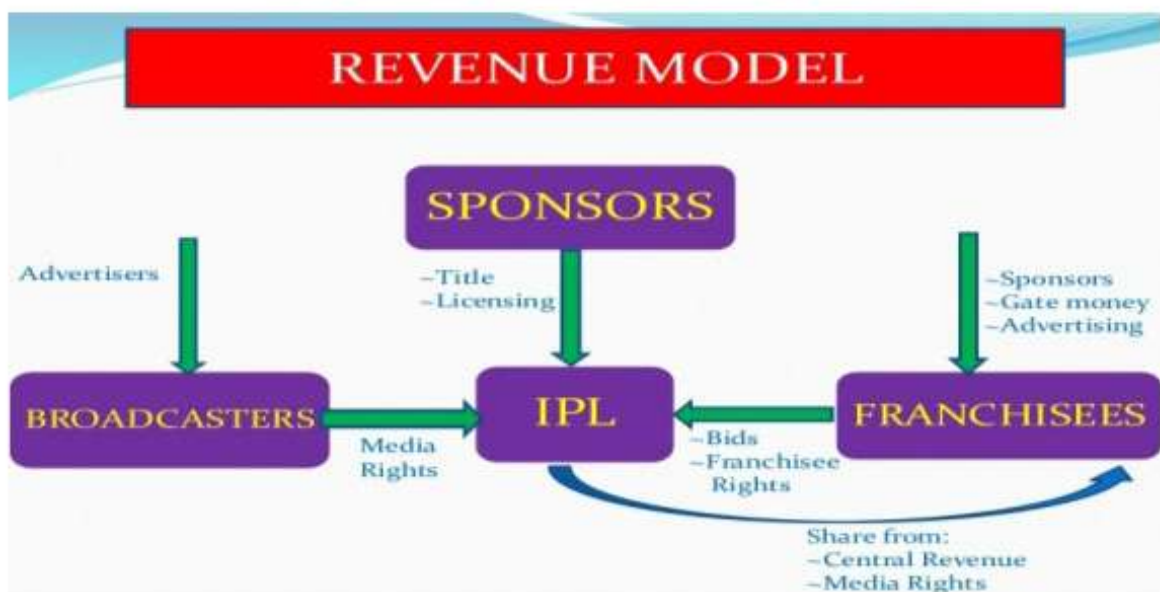 REVENUE MODEL
SPONSORS
Advertisers
~Title
~Licensing
~Sponsors
~Gate money
~Advertising
BROADCASTERS
IPL
FRANCHISEES
Media
Rights
~Bids
~Franchisee
Rights
Share from:
~Central Revenue
~Media Rights